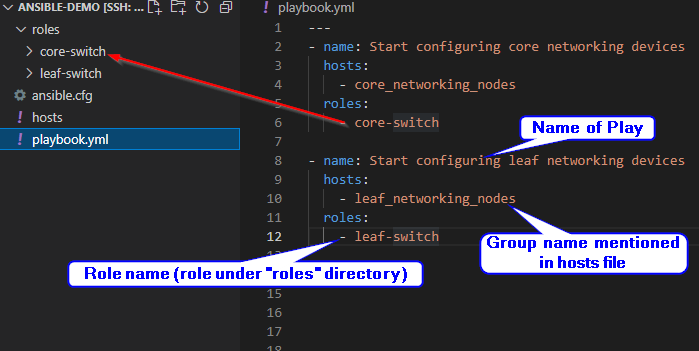 ANSIBLE-DEMO [SSH: ...
roles
core-switch
leaf-switch
ansible.cfg
! hosts
! playbook.yml
! playbook.yml
1 ---
2 - name: Start configuring core networking devices
3 hosts:
4 - core_networking_nodes
5 roles:
6 - core-switch
7
8 - name: Start configuring leaf networking devices
9 hosts:
10 - leaf_networking_nodes
11 roles:
12 - leaf-switch
13
14
15
15
16
17
18
Name of Play
Group name mentioned
in hosts file
Role name (role under "roles" directory)